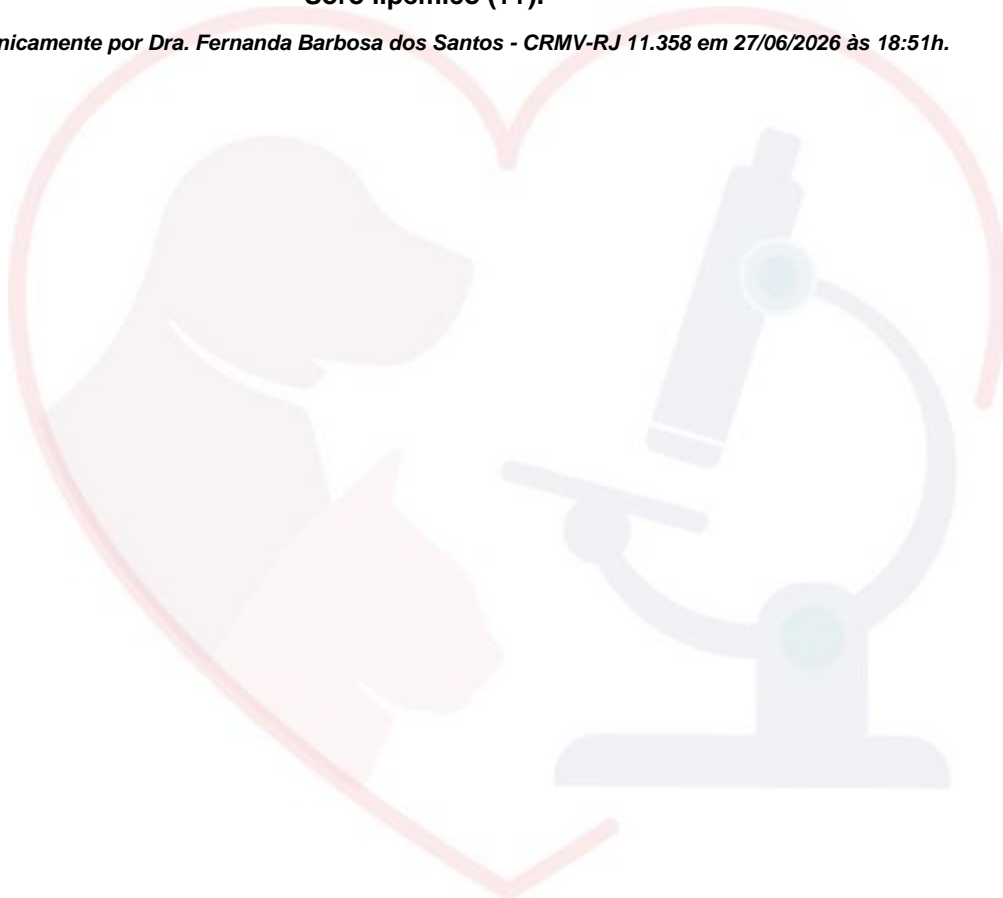 Soro lipêmico (++).
nicamente por Dra. Fernanda Barbosa dos Santos - CRMV-RJ 11.358 em 27/06/2026 às 18:51h.